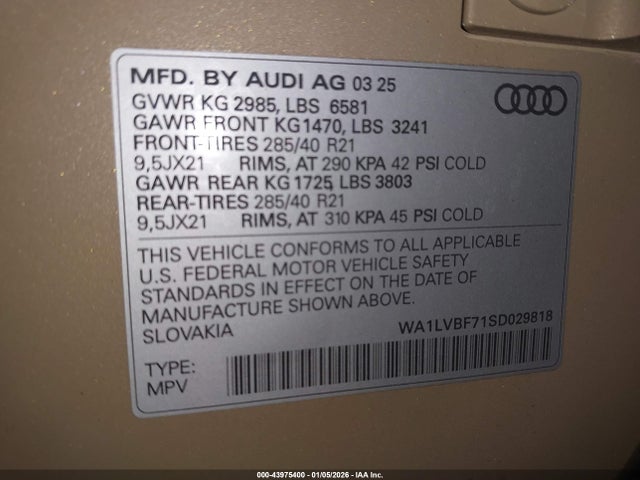 MFD. BY AUDI AG 03 25
GVWR KG 2985, LBS 6581
GAWR FRONT KG1470, LBS 3241
FRONT-TIRES 285/40 R21
9,5JX21 RIMS, AT 290 KPA 42 PSI COLD
GAWR REAR KG 1725, LBS 3803
REAR-TIRES 285/40 R21
9,5JX21 RIMS, AT 310 KPA 45 PSI COLD
THIS VEHICLE CONFORMS TO ALL APPLICABLE
U.S. FEDERAL MOTOR VEHICLE SAFETY
STANDARDS IN EFFECT ON THE DATE OF
MANUFACTURE SHOWN ABOVE.
SLOVAKIA WA1LVBF71SD029818
TYPE:
MPV
000-43975400 - 01/05/2026 - IAA Inc.